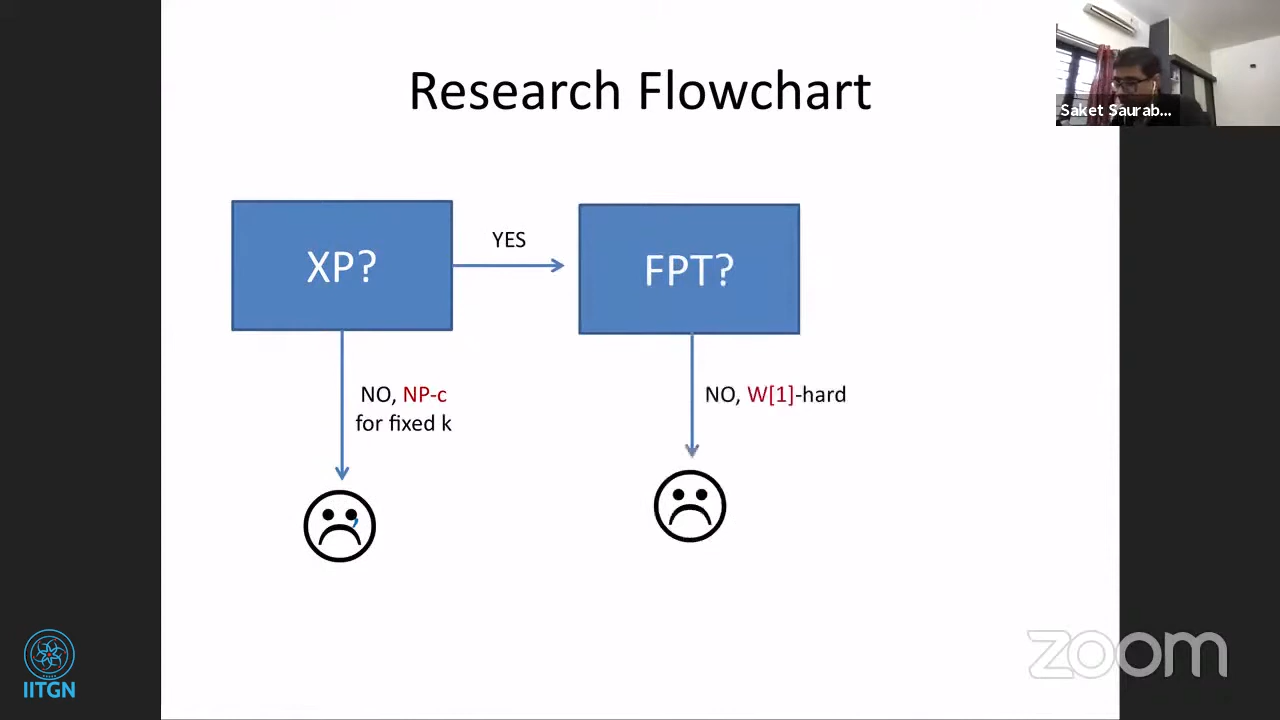 Research Flowchart
Saket Saurab...
XP?
YES
FPT?
NO, NP-c
for fixed k
NO, W[1]-hard
IITGN
zoom